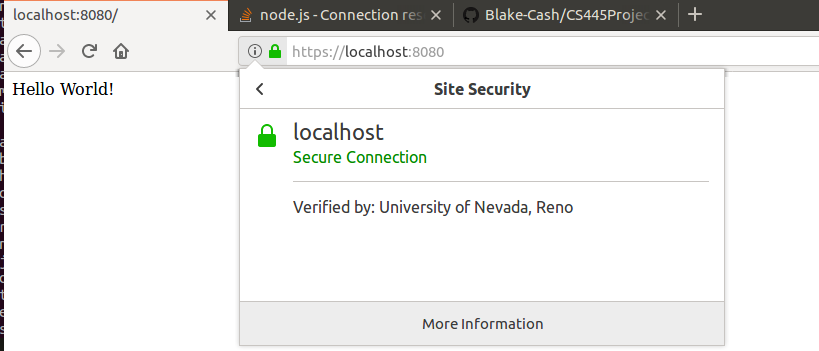 localhost:8080/
node.js - Connection res
Blake-Cash/CS445Projec
https://localhost:8080
Hello World!
Site Security
localhost
Secure Connection
Verified by: University of Nevada, Reno
More Information